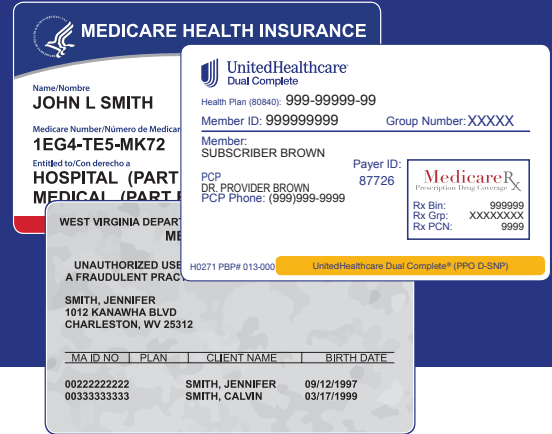 MEDICARE HEALTH INSURANCE
Name/Nombre
JOHN L SMITH
Medicare Number/Número de Medicar
1EG4-TE5-MK72
Entitled to/Con derecho a
HOSPITAL (PART
MEDICAL (PART
UnitedHealthcare®
Dual Complete
Health Plan (80840): 999-99999-99
Member ID: 999999999 Group Number: XXXXX
Member:
SUBSCRIBER BROWN
PCP
DR. PROVIDER BROWN
PCP Phone: (999)999-9999
Payer ID:
87726
MedicareRx
Prescription Drug Coverage
Rx Bin: 999999
Rx Grp: XXXXXXXX
Rx PCN: 9999
H0271 PBP# 013-000
UnitedHealthcare Dual Complete® (PPO D-SNP)
WEST VIRGINIA DEPAR
ME
UNAUTHORIZED USE
A FRAUDULENT PRAC
SMITH, JENNIFER
1012 KANAWHA BLVD
CHARLESTON, WV 25312
MA ID NO | PLAN | CLIENT NAME | BIRTH DATE
00222222222 SMITH, JENNIFER 09/12/1997
00333333333 SMITH, CALVIN 03/17/1999